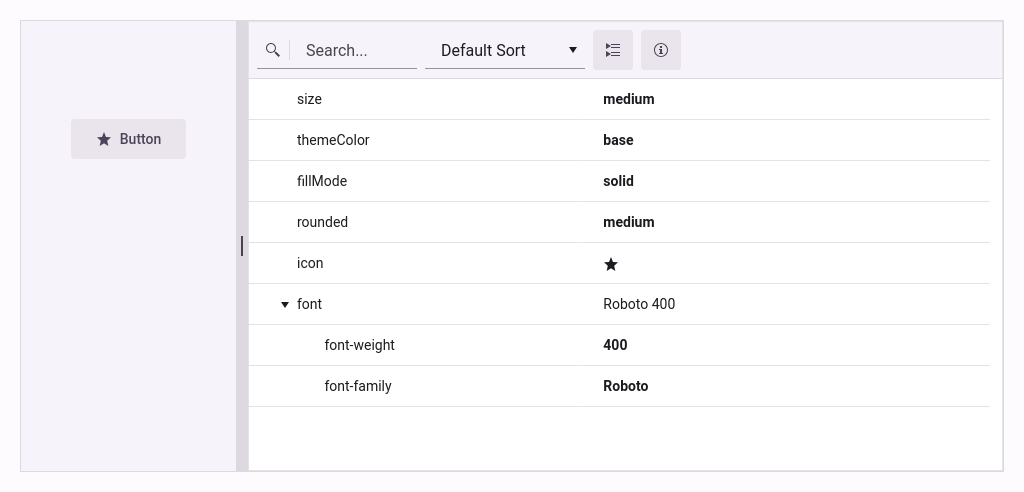 Button
Search...
Default Sort
size medium
themeColor base
fillMode solid
rounded medium
icon
font Roboto 400
font-weight 400
font-family Roboto